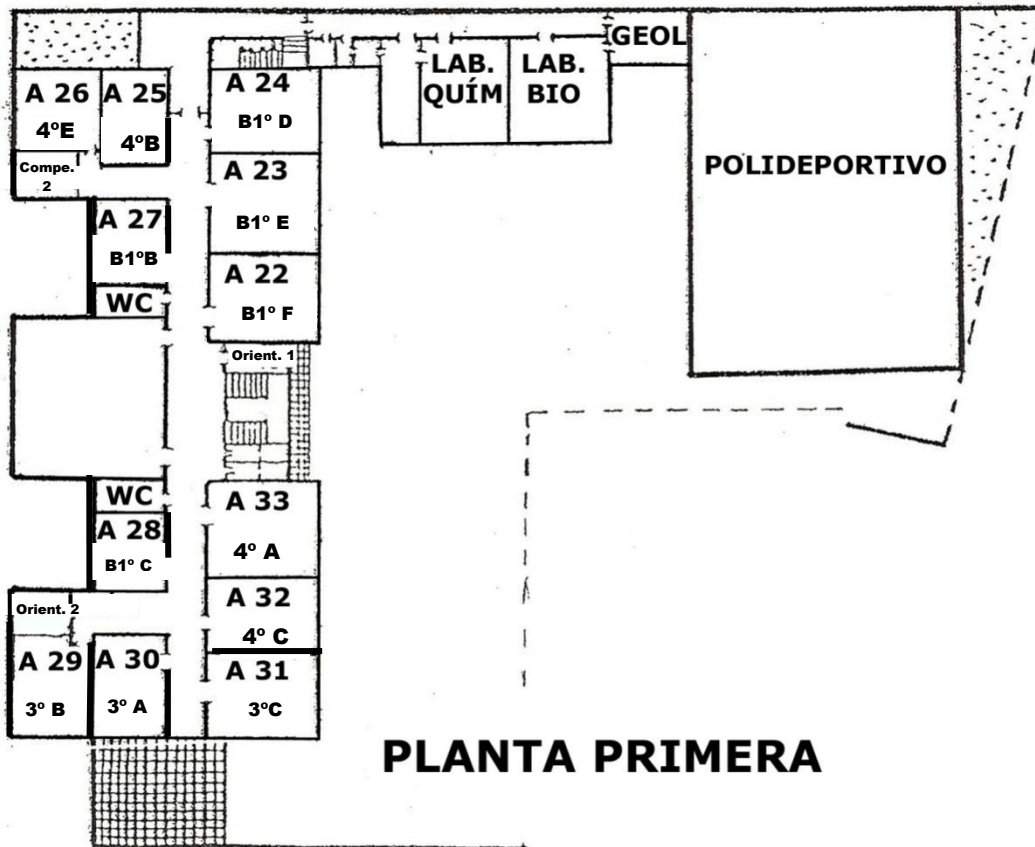 GEOL
LAB.
QUÍM
LAB.
BIO
A 26
4ºE
A 25
4ºB
A 24
B1º D
Compe.
2
A 23
B1º E
POLIDEPORTIVO
A 27
B1ºB
A 22
B1º F
WC
Orient. 1
WC
A 33
4º A
A 28
B1º C
Orient. 2
A 32
4º C
A 29
3º B
A 30
3º A
A 31
3ºC
PLANTA PRIMERA